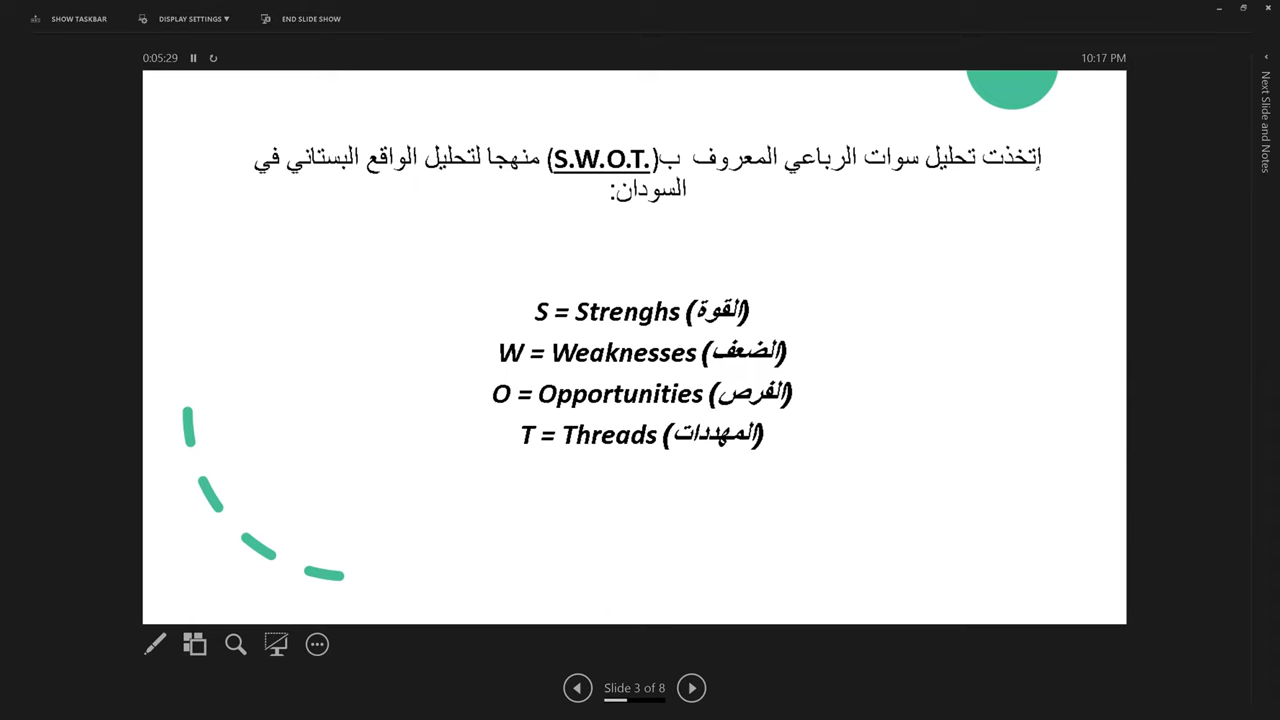 SHOW TASKBAR
DISPLAY SETTINGS ▼
END SLIDE SHOW
0:05:29
10:17 PM
Next Slide and Notes
إتخذت تحليل سوات الرباعي المعروف ب(S.W.O.T.) منهجا لتحليل الواقع البستاني في
السودان:
S = Strenghs (القوة)
W = Weaknesses (الضعف)
O = Opportunities (الفرص)
T = Threads (المهددات)
Slide 3 of 8